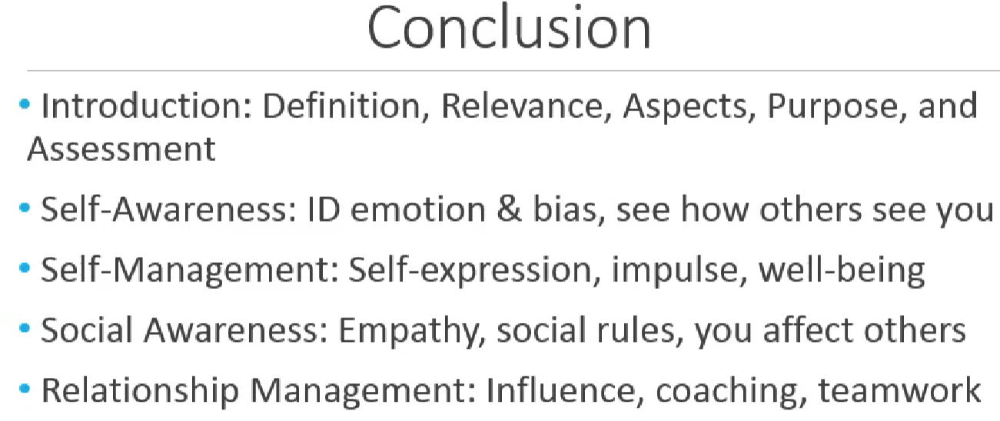 Conclusion
• Introduction: Definition, Relevance, Aspects, Purpose, and
Assessment
• Self-Awareness: ID emotion & bias, see how others see you
• Self-Management: Self-expression, impulse, well-being
• Social Awareness: Empathy, social rules, you affect others
• Relationship Management: Influence, coaching, teamwork